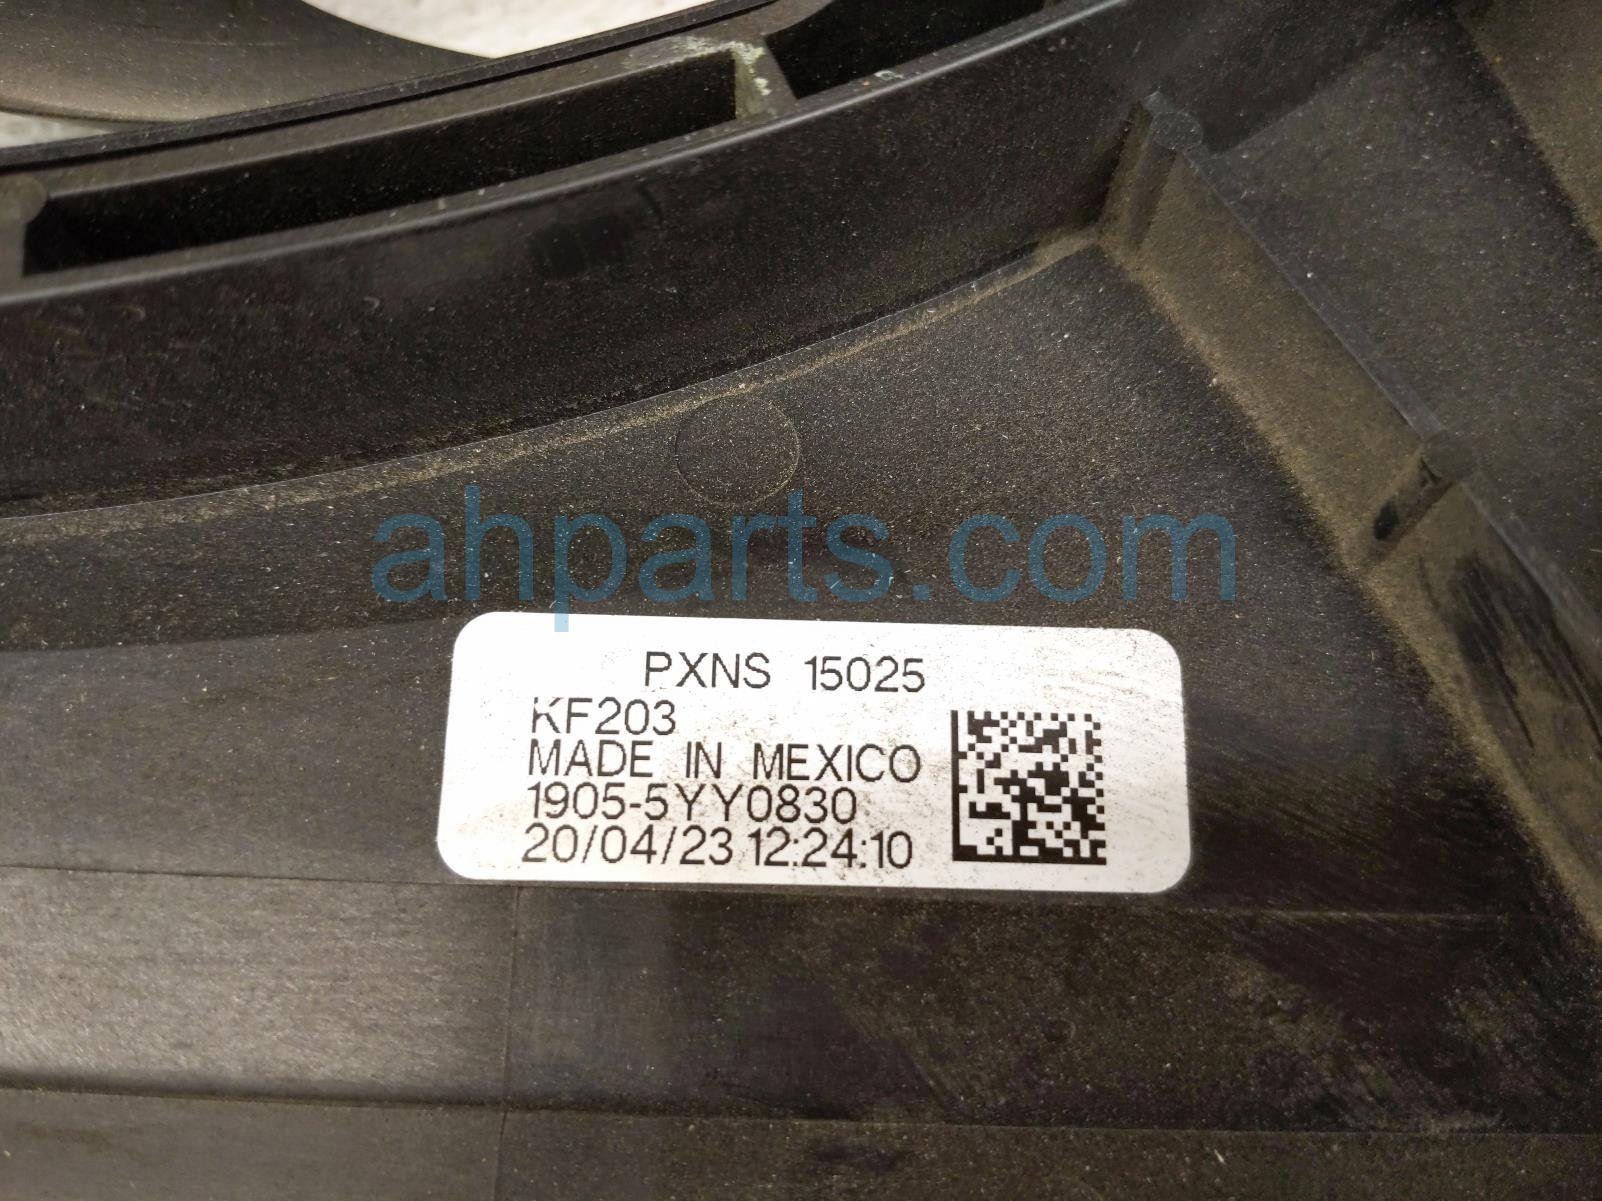 ahparts.com
PXNS 15025
KF203
MADE IN MEXICO
1905-5YY0830
20/04/23 12:24:10